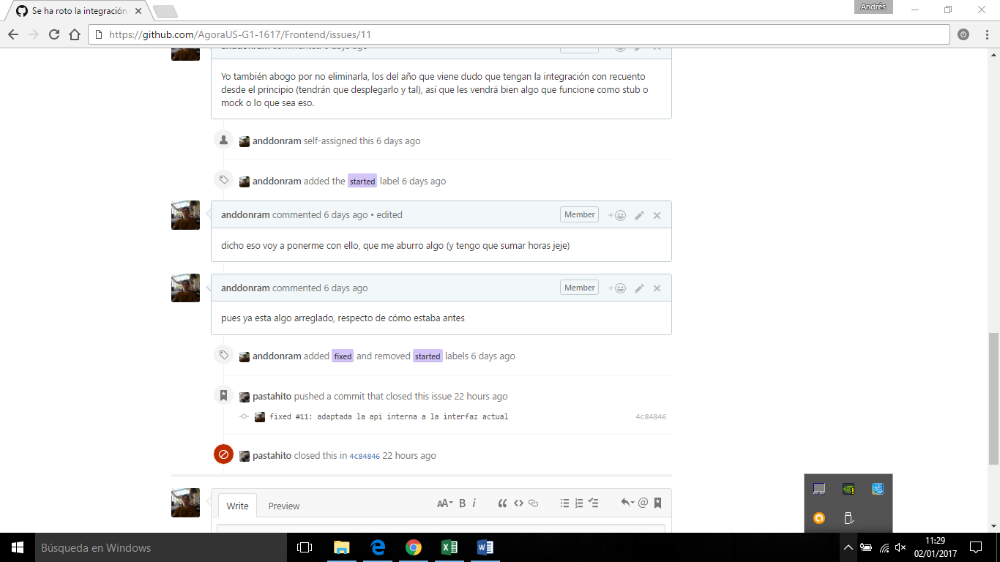 Se ha roto la integración
Andrés
https://github.com/AgoraUS-G1-1617/Frontend/issues/11
anddonram commented 6 days ago
Yo también abogo por no eliminarla, los del año que viene dudo que tengan la integración con recuento
desde el principio (tendrán que desplegarlo y tal), así que les vendrá bien algo que funcione como stub o
mock o lo que sea eso.
anddonram self-assigned this 6 days ago
anddonram added the started label 6 days ago
anddonram commented 6 days ago • edited
Member
dicho eso voy a ponerme con ello, que me aburro algo (y tengo que sumar horas jeje)
anddonram commented 6 days ago
Member
pues ya esta algo arreglado, respecto de cómo estaba antes
anddonram added fixed and removed started labels 6 days ago
pastahito pushed a commit that closed this issue 22 hours ago
fixed #11: adaptada la api interna a la interfaz actual
4c84846
pastahito closed this in 4c84846 22 hours ago
Write
Preview
AA
B
i
@
Búsqueda en Windows
11:29
02/01/2017